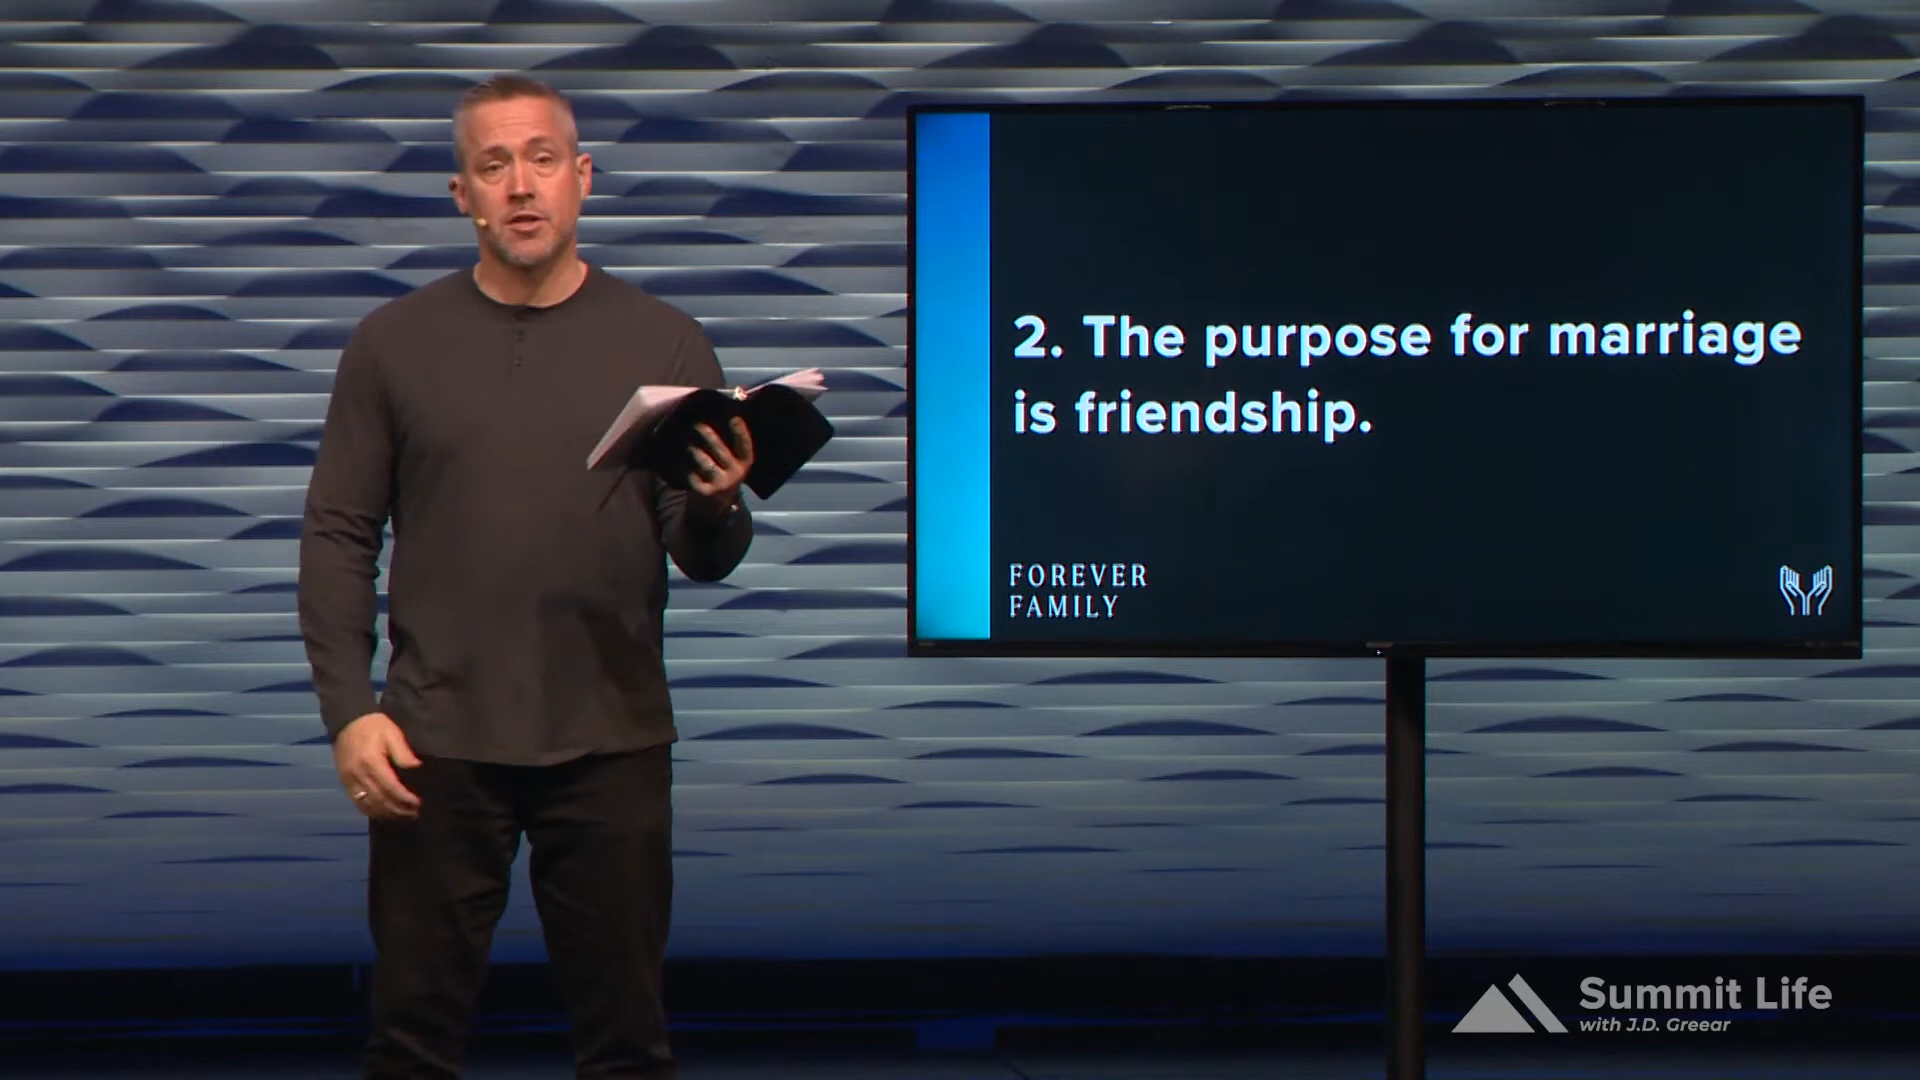 2. The purpose for marriage
is friendship.
FOREVER
FAMILY
Summit Life
with J.D. Greear